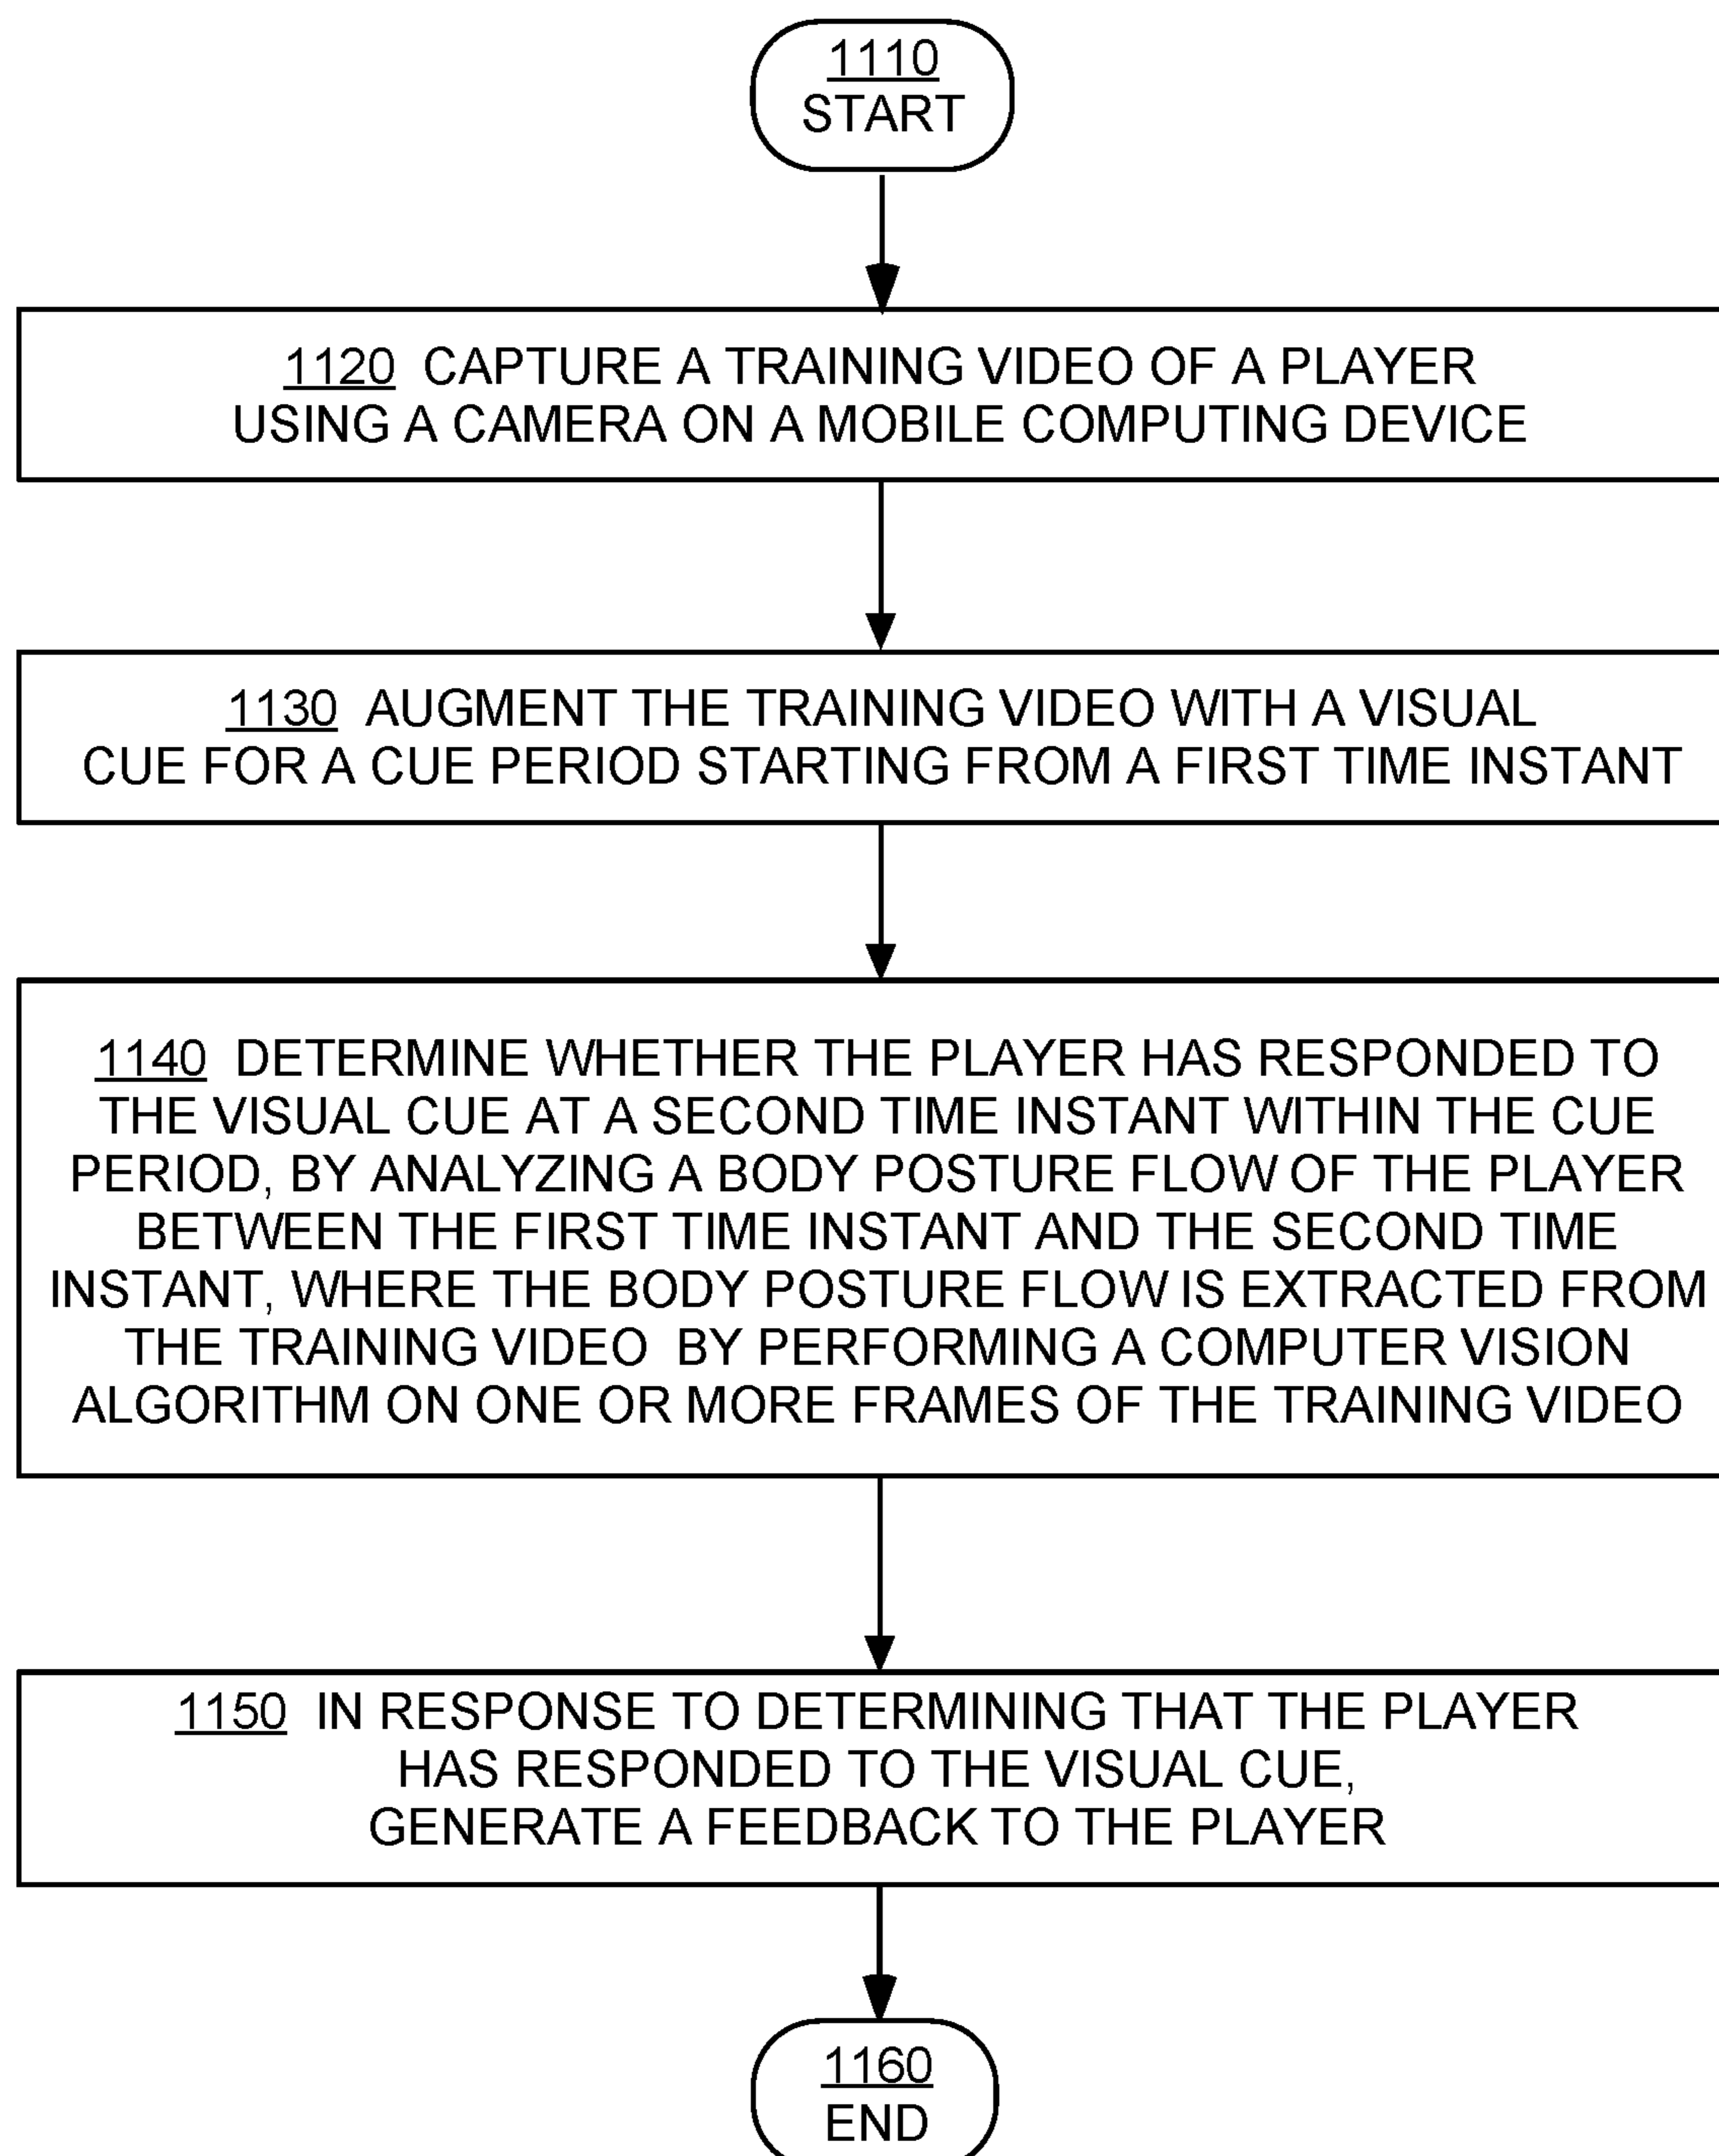 1110
START
1120 CAPTURE A TRAINING VIDEO OF A PLAYER
USING A CAMERA ON A MOBILE COMPUTING DEVICE
1130 AUGMENT THE TRAINING VIDEO WITH A VISUAL
CUE FOR A CUE PERIOD STARTING FROM A FIRST TIME INSTANT
1140 DETERMINE WHETHER THE PLAYER HAS RESPONDED TO
THE VISUAL CUE AT A SECOND TIME INSTANT WITHIN THE CUE
PERIOD, BY ANALYZING A BODY POSTURE FLOW OF THE PLAYER
BETWEEN THE FIRST TIME INSTANT AND THE SECOND TIME
INSTANT, WHERE THE BODY POSTURE FLOW IS EXTRACTED FROM
THE TRAINING VIDEO BY PERFORMING A COMPUTER VISION
ALGORITHM ON ONE OR MORE FRAMES OF THE TRAINING VIDEO
1150 IN RESPONSE TO DETERMINING THAT THE PLAYER
HAS RESPONDED TO THE VISUAL CUE,
GENERATE A FEEDBACK TO THE PLAYER
1160
END